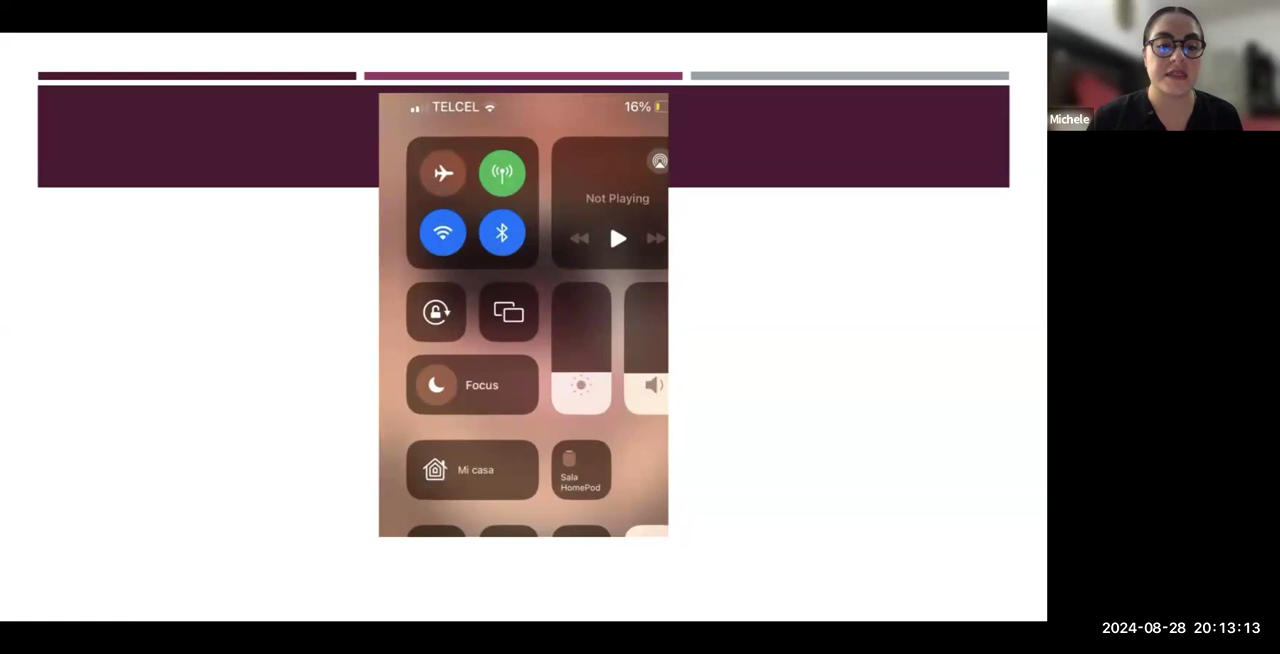 TELCEL
16%
Not Playing
Focus
Mi casa
Sala
HomePod
Michele
2024-08-28 20:13:13